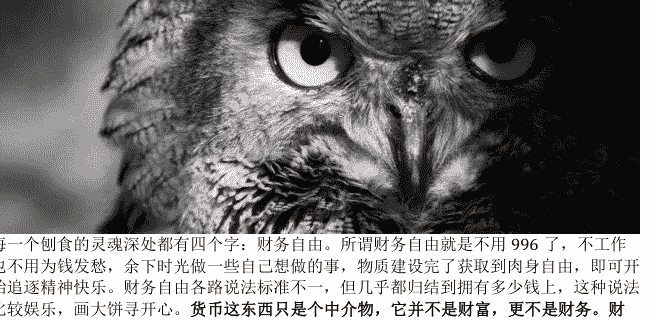 每一个刨食的灵魂深处都有四个字：财务自由。所谓财务自由就是不用 996 了，不工作
也不用为钱发愁，余下时光做一些自己想做的事，物质建设完了获取到肉身自由，即可开
始追逐精神快乐。财务自由各路说法标准不一，但几乎都归结到拥有多少钱上，这种说法
比较娱乐，画大饼寻开心。货币这东西只是个中介物，它并不是财富，更不是财务。财